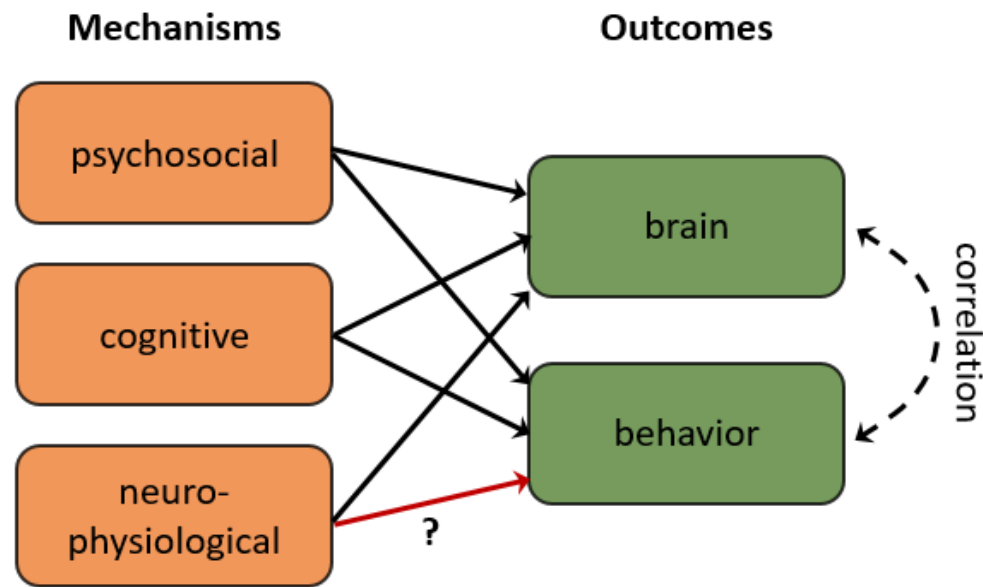 Mechanisms
Outcomes
psychosocial
cognitive
neuro-
physiological
brain
behavior
correlation
?